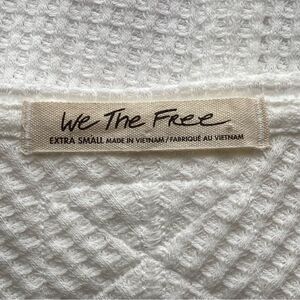 We The Free
EXTRA SMALL MADE IN VIETNAM / FABRIQUÉ AU VIETNAM